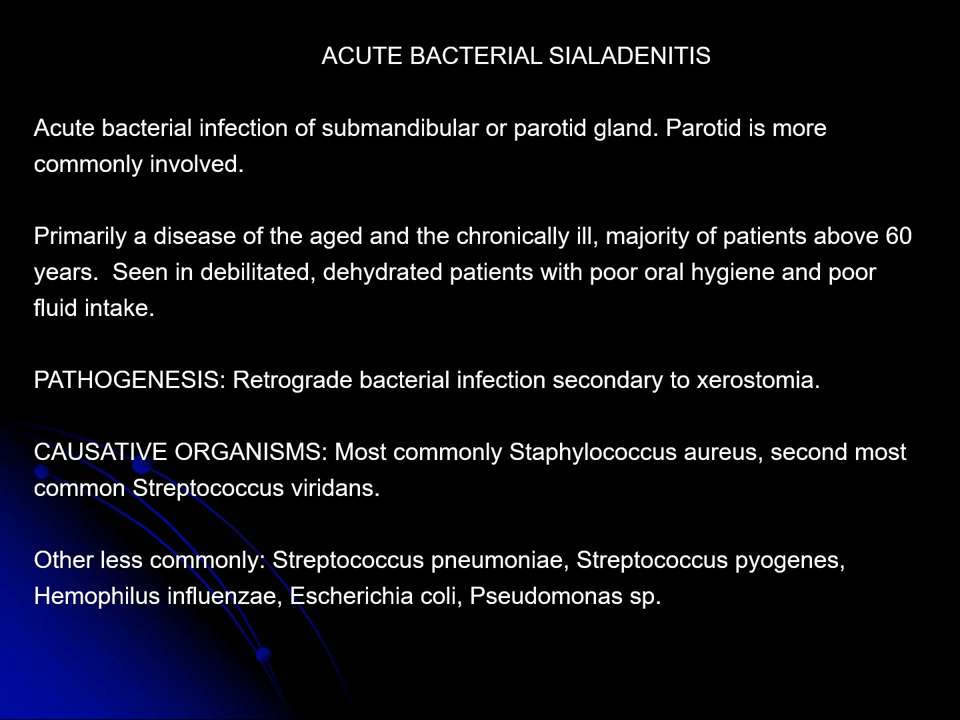 ACUTE BACTERIAL SIALADENITIS
Acute bacterial infection of submandibular or parotid gland. Parotid is more
commonly involved.
Primarily a disease of the aged and the chronically ill, majority of patients above 60
years.  Seen in debilitated, dehydrated patients with poor oral hygiene and poor
fluid intake.
PATHOGENESIS: Retrograde bacterial infection secondary to xerostomia.
CAUSATIVE ORGANISMS: Most commonly Staphylococcus aureus, second most
common Streptococcus viridans.
Other less commonly: Streptococcus pneumoniae, Streptococcus pyogenes,
Hemophilus influenzae, Escherichia coli, Pseudomonas sp.